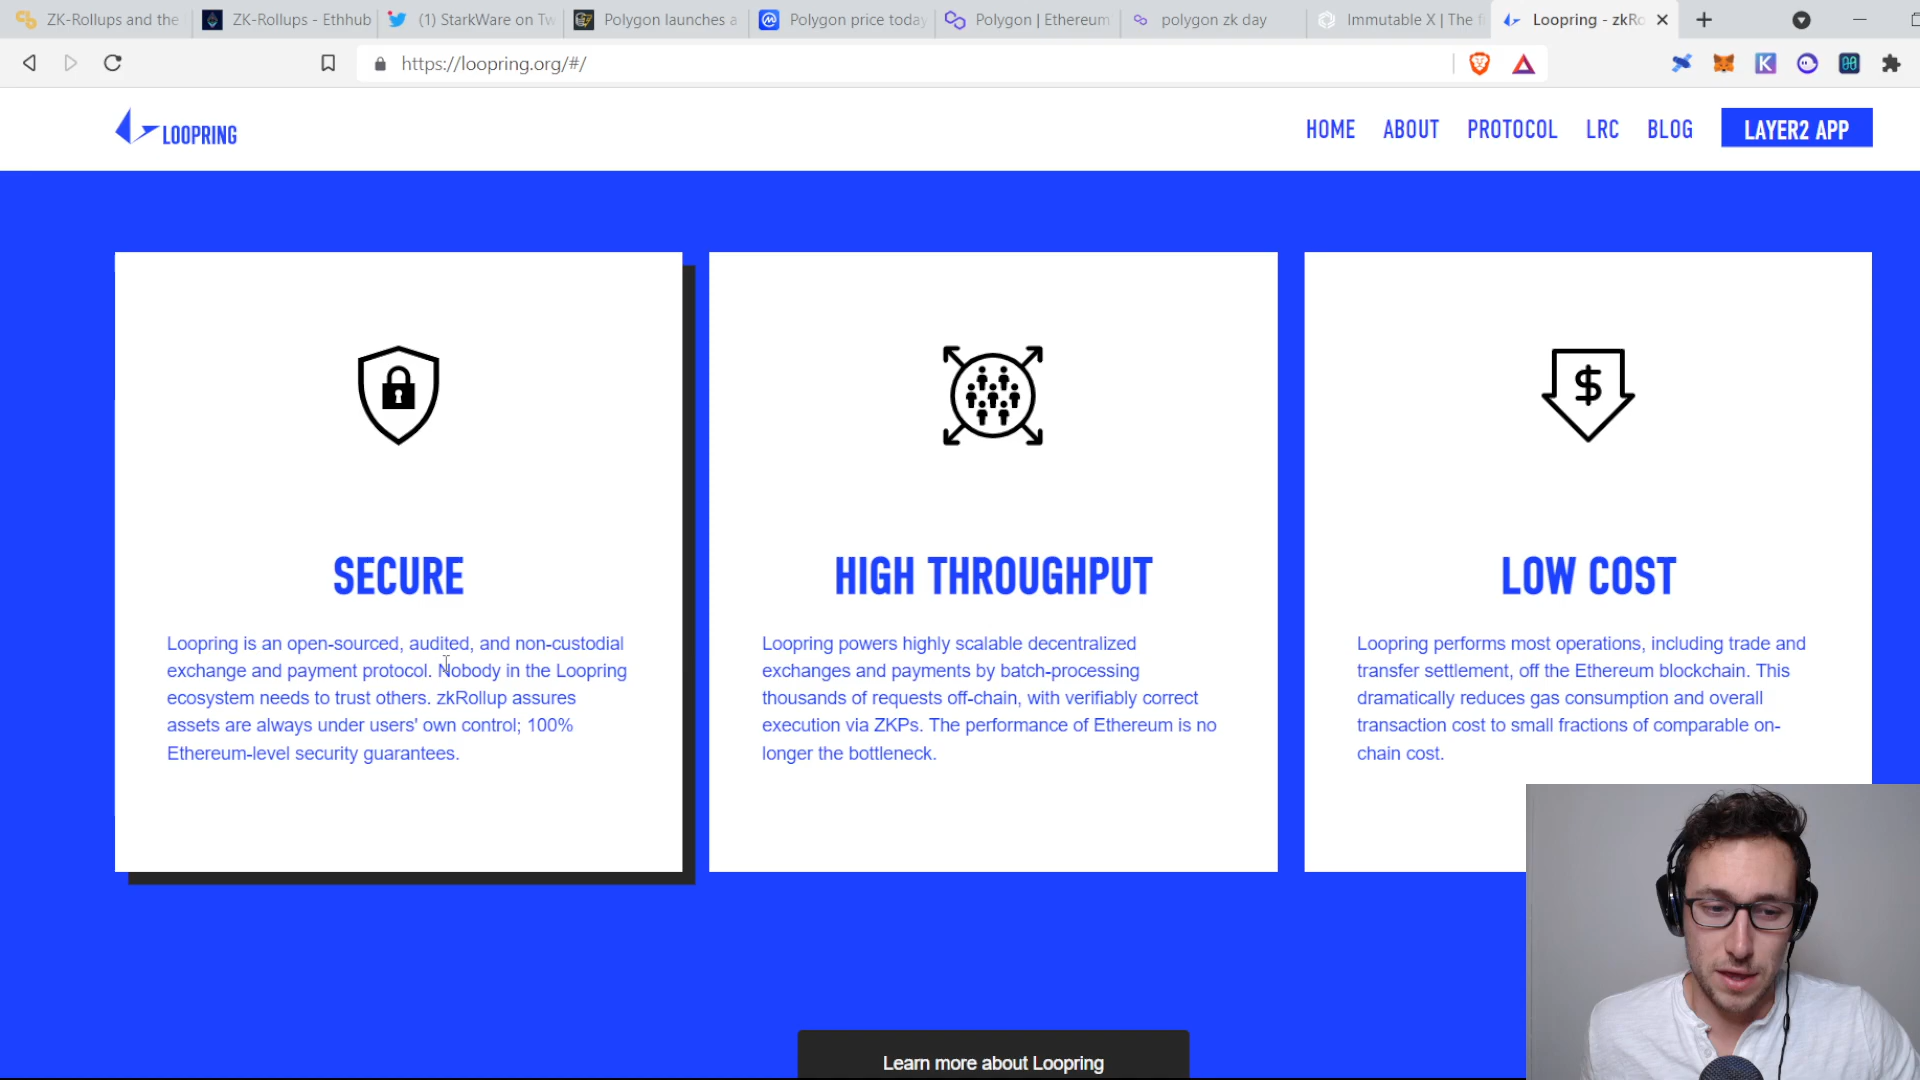 ZK-Rollups and the
ZK-Rollups - Ethhub
(1) StarkWare on Tw
Polygon launches a
Polygon price today
Polygon | Ethereum
polygon zk day
Immutable X | The f
Loopring - zkRo
https://loopring.org/#/
LOOPRING
HOME
ABOUT
PROTOCOL
LRC
BLOG
LAYER2 APP
SECURE
Loopring is an open-sourced, audited, and non-custodial
exchange and payment protocol. Nobody in the Loopring
ecosystem needs to trust others. zkRollup assures
assets are always under users' own control; 100%
Ethereum-level security guarantees.
HIGH THROUGHPUT
Loopring powers highly scalable decentralized
exchanges and payments by batch-processing
thousands of requests off-chain, with verifiably correct
execution via ZKPs. The performance of Ethereum is no
longer the bottleneck.
LOW COST
Loopring performs most operations, including trade and
transfer settlement, off the Ethereum blockchain. This
dramatically reduces gas consumption and overall
transaction cost to small fractions of comparable on-
chain cost.
Learn more about Loopring